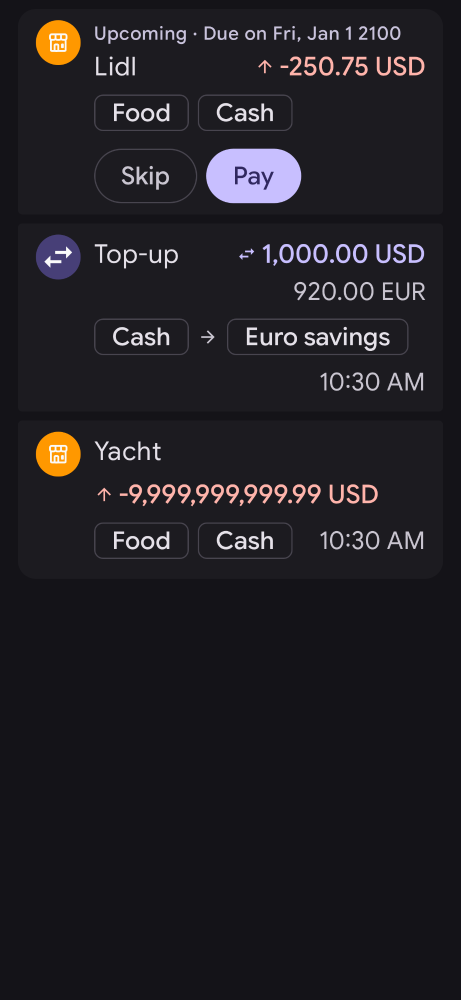 Upcoming · Due on Fri, Jan 1 2100
Lidl ↑ -250.75 USD
Food Cash
Skip Pay
Top-up 1,000.00 USD
920.00 EUR
Cash → Euro savings
10:30 AM
Yacht
↑ -9,999,999,999.99 USD
Food Cash 10:30 AM